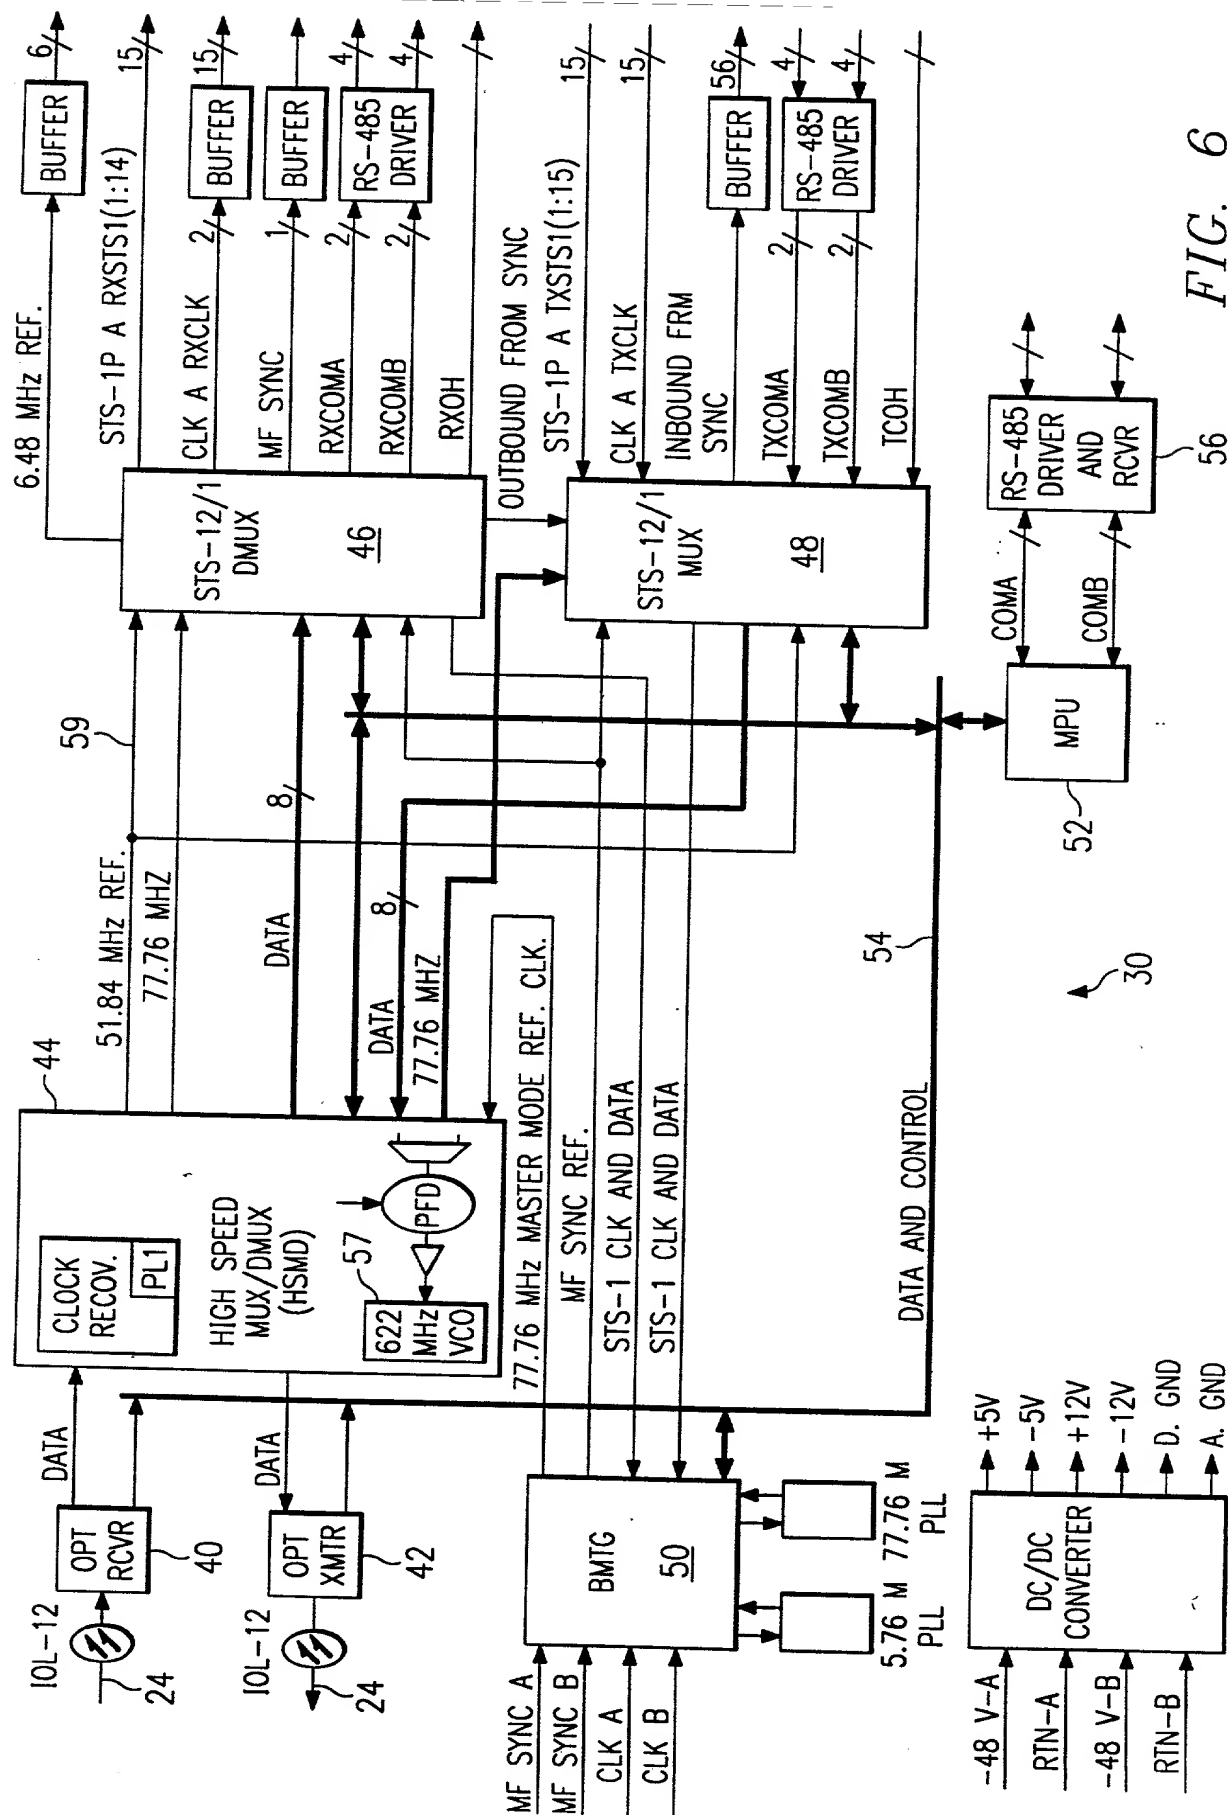 IOL-12
24
OPT
RCVR
40
DATA
IOL-12
24
OPT
XMTR
42
DATA
44
CLOCK
RECOV.
PL1
HIGH SPEED
MUX/DMUX
(HSMD)
57
622
MHz
VCO
PFD
51.84 MHz REF.
77.76 MHZ
59
DATA
8
DATA
8
77.76 MHZ
77.76 MHz MASTER MODE REF. CLK.
MF SYNC REF.
STS-1 CLK AND DATA
STS-1 CLK AND DATA
DATA AND CONTROL
54
6.48 MHz REF.
BUFFER
6
STS-12/1
DMUX
46
STS-1P A RXSTS1(1:14)
15
CLK A RXCLK
2
BUFFER
15
MF SYNC
1
BUFFER
RXCOMA
2
RXCOMB
2
RS-485
DRIVER
4
4
RXOH
OUTBOUND FROM SYNC
STS-12/1
MUX
48
STS-1P A TXSTS1(1:15)
15
CLK A TXCLK
15
INBOUND FRM
SYNC
BUFFER
56
TXCOMA
2
TXCOMB
2
RS-485
DRIVER
4
4
TCOH
MPU
52
COMA
COMB
RS-485
DRIVER
AND
RCVR
56
MF SYNC A
MF SYNC B
CLK A
CLK B
BMTG
50
5.76 M
PLL
77.76 M
PLL
-48 V-A
RTN-A
-48 V-B
RTN-B
DC/DC
CONVERTER
+5V
-5V
+12V
-12V
D. GND
A. GND
30
FIG. 6